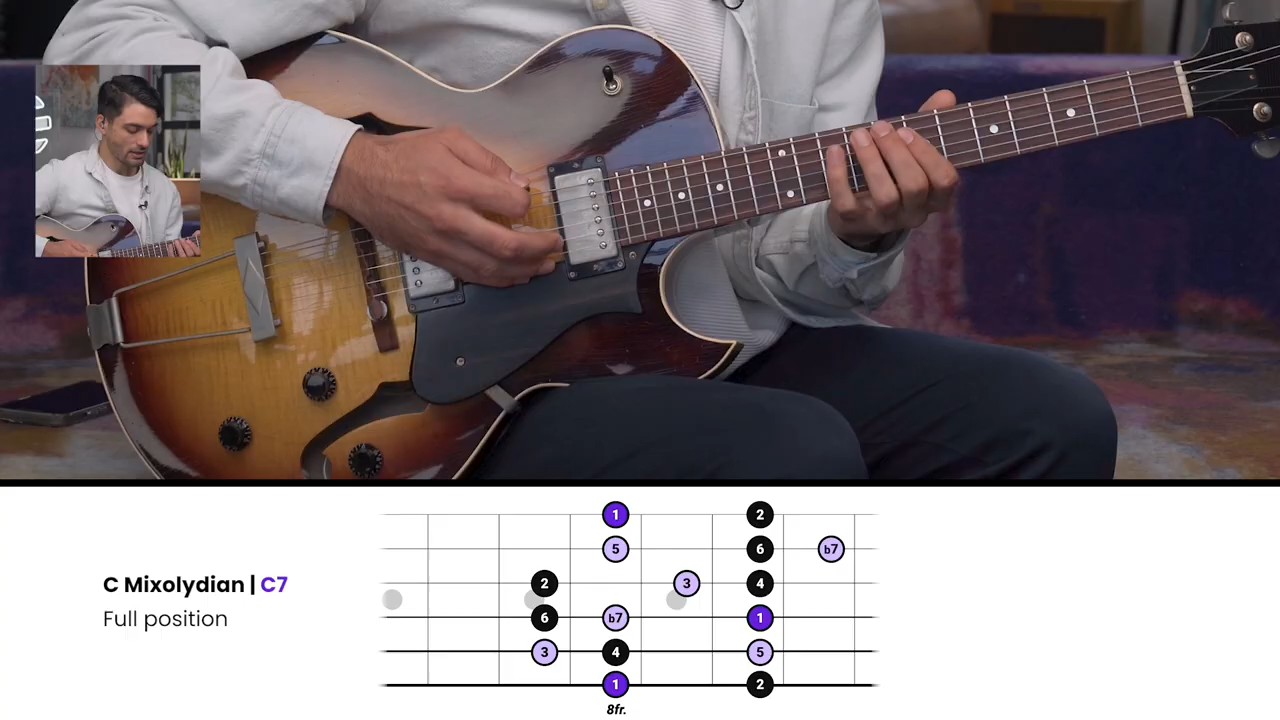 C Mixolydian | C7
Full position
1 2
5 6 b7
2 3 4
6 b7 1
3 4 5
1 2
8fr.